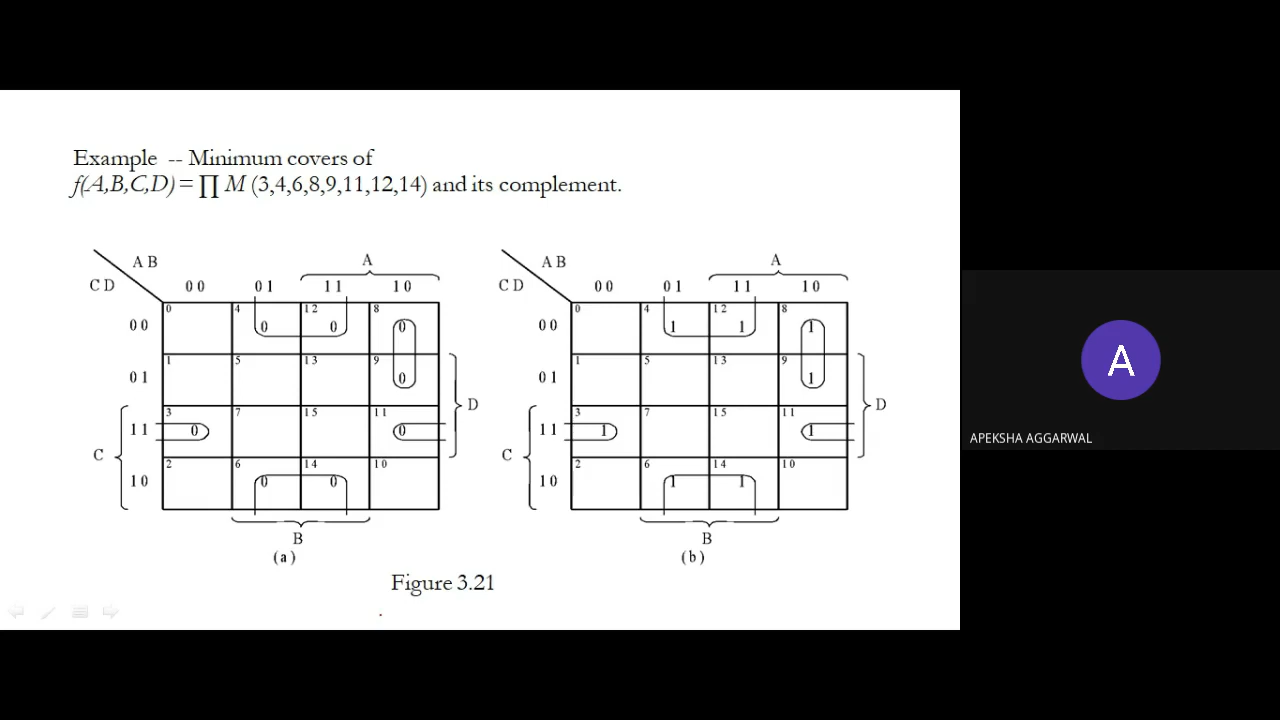 Example -- Minimum covers of
f(A,B,C,D) = ∏ M (3,4,6,8,9,11,12,14) and its complement.
A B
C D
A
0 0 0 1 1 1 1 0
0 4 12 8
0 0 0 0 0
1 5 13 9
0 1 0
D
3 7 15 11
1 1 0 0
C
2 6 14 10
1 0 0 0
B
(a)
A B
C D
A
0 0 0 1 1 1 1 0
0 4 12 8
0 0 1 1 1
1 5 13 9
0 1 1
D
3 7 15 11
1 1 1 1
C
2 6 14 10
1 0 1 1
B
(b)
Figure 3.21
A
APEKSHA AGGARWAL